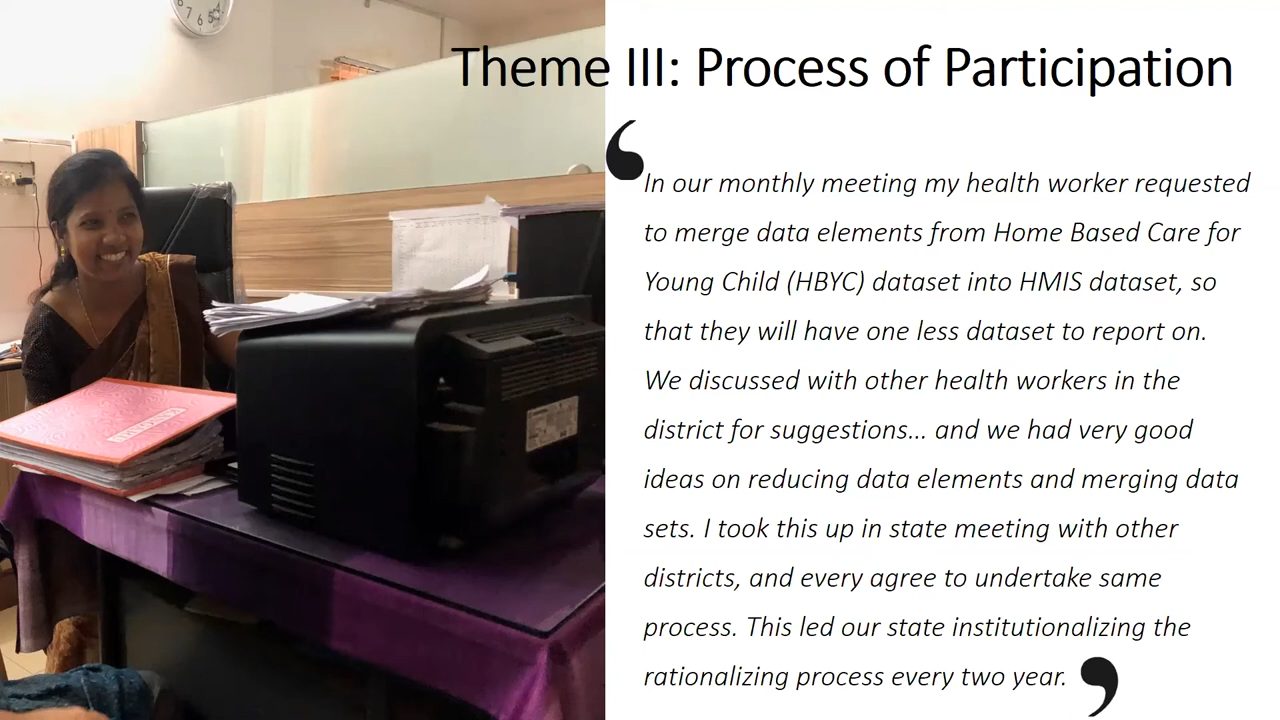 Theme III: Process of Participation
‘
In our monthly meeting my health worker requested
to merge data elements from Home Based Care for
Young Child (HBYC) dataset into HMIS dataset, so
that they will have one less dataset to report on.
We discussed with other health workers in the
district for suggestions... and we had very good
ideas on reducing data elements and merging data
sets. I took this up in state meeting with other
districts, and every agree to undertake same
process. This led our state institutionalizing the
rationalizing process every two year.
’